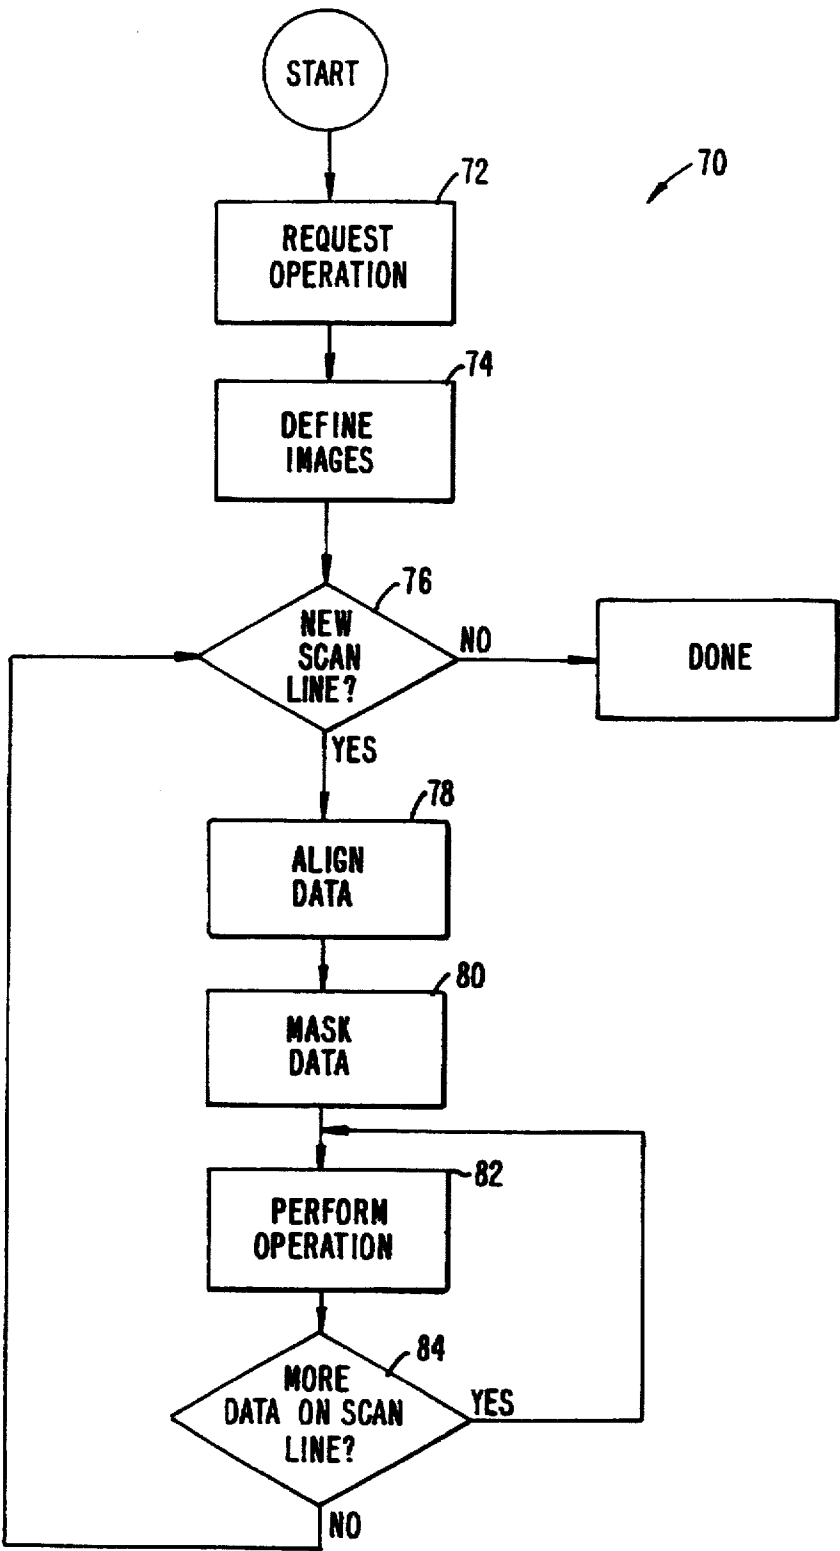 START
70
72
REQUEST
OPERATION
74
DEFINE
IMAGES
76
NEW
SCAN
LINE?
NO
DONE
YES
78
ALIGN
DATA
80
MASK
DATA
82
PERFORM
OPERATION
84
MORE
DATA ON SCAN
LINE?
YES
NO